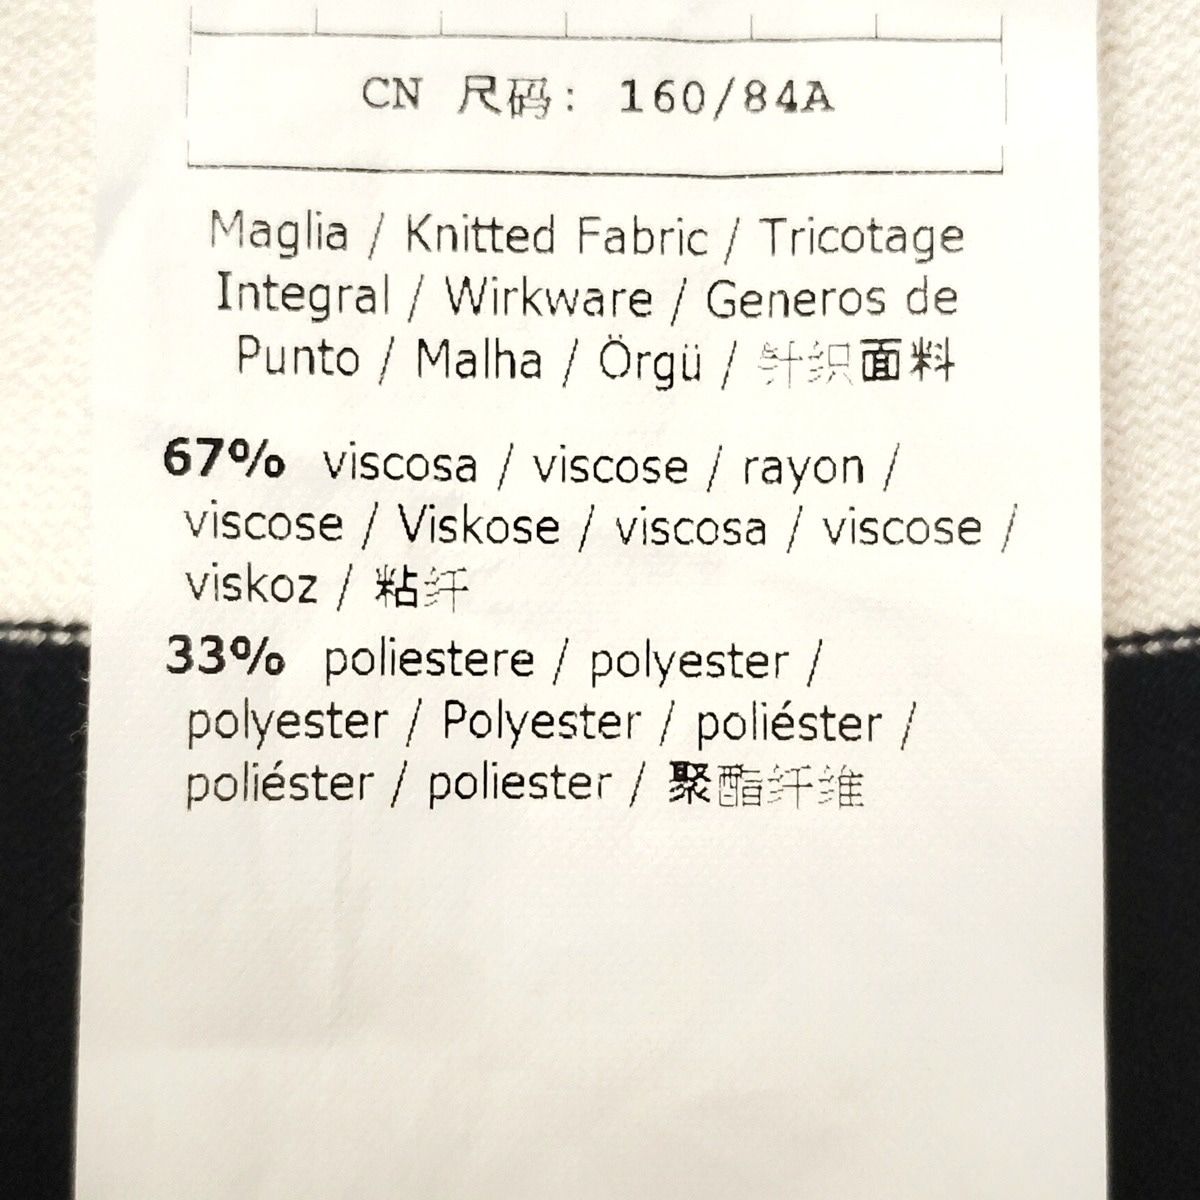 CN 尺码: 160/84A
Maglia / Knitted Fabric / Tricotage
Integral / Wirkware / Generos de
Punto / Malha / Örgü / 针织面料
67% viscosa / viscose / rayon /
viscose / Viskose / viscosa / viscose /
viskoz / 粘纤
33% poliestere / polyester /
polyester / Polyester / poliéster /
poliéster / poliester / 聚酯纤维